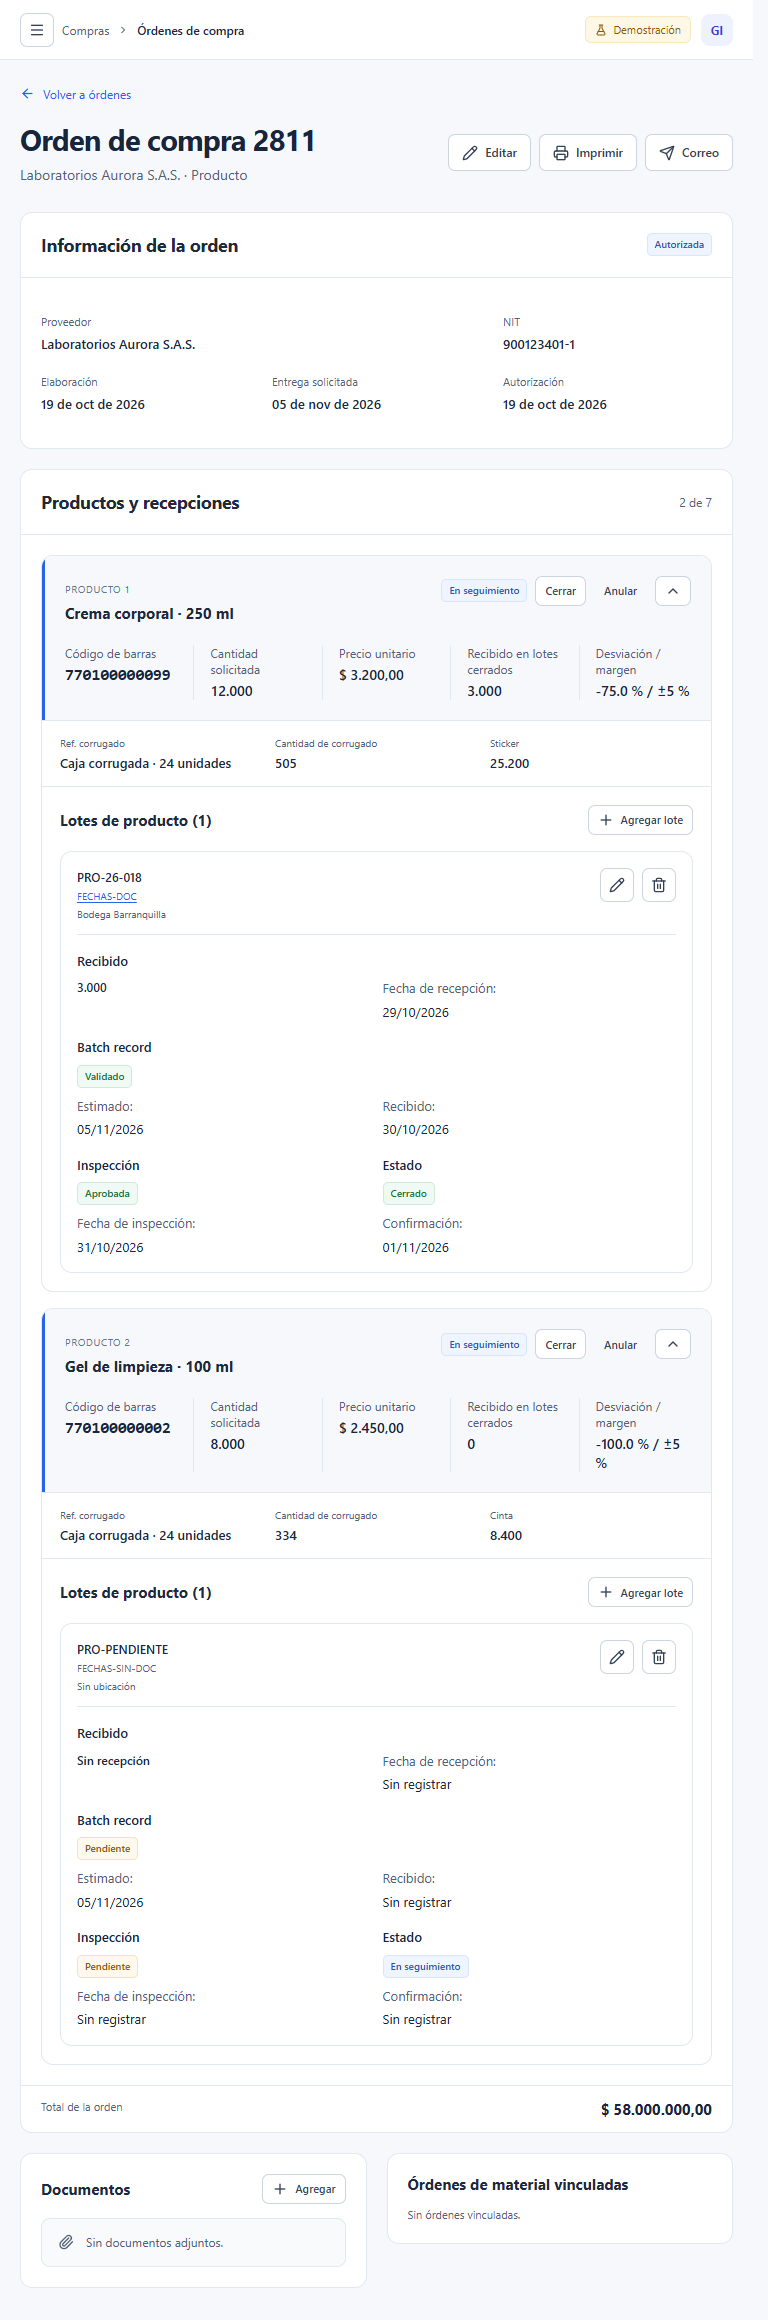 Compras > Órdenes de compra
Demostración
GI
Volver a órdenes
Orden de compra 2811
Laboratorios Aurora S.A.S. · Producto
Editar
Imprimir
Correo
Información de la orden
Autorizada
Proveedor
NIT
Laboratorios Aurora S.A.S.
900123401-1
Elaboración
Entrega solicitada
Autorización
19 de oct de 2026
05 de nov de 2026
19 de oct de 2026
Productos y recepciones
2 de 7
PRODUCTO 1
Crema corporal · 250 ml
En seguimiento
Cerrar
Anular
Código de barras
770100000099
Cantidad
solicitada
12.000
Precio unitario
$ 3.200,00
Recibido en lotes
cerrados
3.000
Desviación /
margen
-75.0 % / ±5 %
Ref. corrugado
Caja corrugada · 24 unidades
Cantidad de corrugado
505
Sticker
25.200
Lotes de producto (1)
Agregar lote
PRO-26-018
FECHAS-DOC
Bodega Barranquilla
Recibido
3.000
Fecha de recepción:
29/10/2026
Batch record
Validado
Estimado:
05/11/2026
Recibido:
30/10/2026
Inspección
Aprobada
Fecha de inspección:
31/10/2026
Estado
Cerrado
Confirmación:
01/11/2026
PRODUCTO 2
Gel de limpieza · 100 ml
En seguimiento
Cerrar
Anular
Código de barras
770100000002
Cantidad
solicitada
8.000
Precio unitario
$ 2.450,00
Recibido en lotes
cerrados
0
Desviación /
margen
-100.0 % / ±5
%
Ref. corrugado
Caja corrugada · 24 unidades
Cantidad de corrugado
334
Cinta
8.400
Lotes de producto (1)
Agregar lote
PRO-PENDIENTE
FECHAS-SIN-DOC
Sin ubicación
Recibido
Sin recepción
Fecha de recepción:
Sin registrar
Batch record
Pendiente
Estimado:
05/11/2026
Recibido:
Sin registrar
Inspección
Pendiente
Fecha de inspección:
Sin registrar
Estado
En seguimiento
Confirmación:
Sin registrar
Total de la orden
$ 58.000.000,00
Documentos
Agregar
Sin documentos adjuntos.
Órdenes de material vinculadas
Sin órdenes vinculadas.